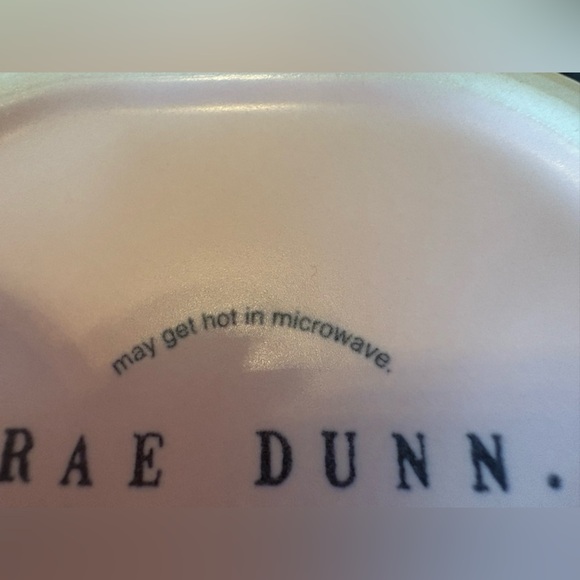 may get hot in microwave.
RAE DUNN.